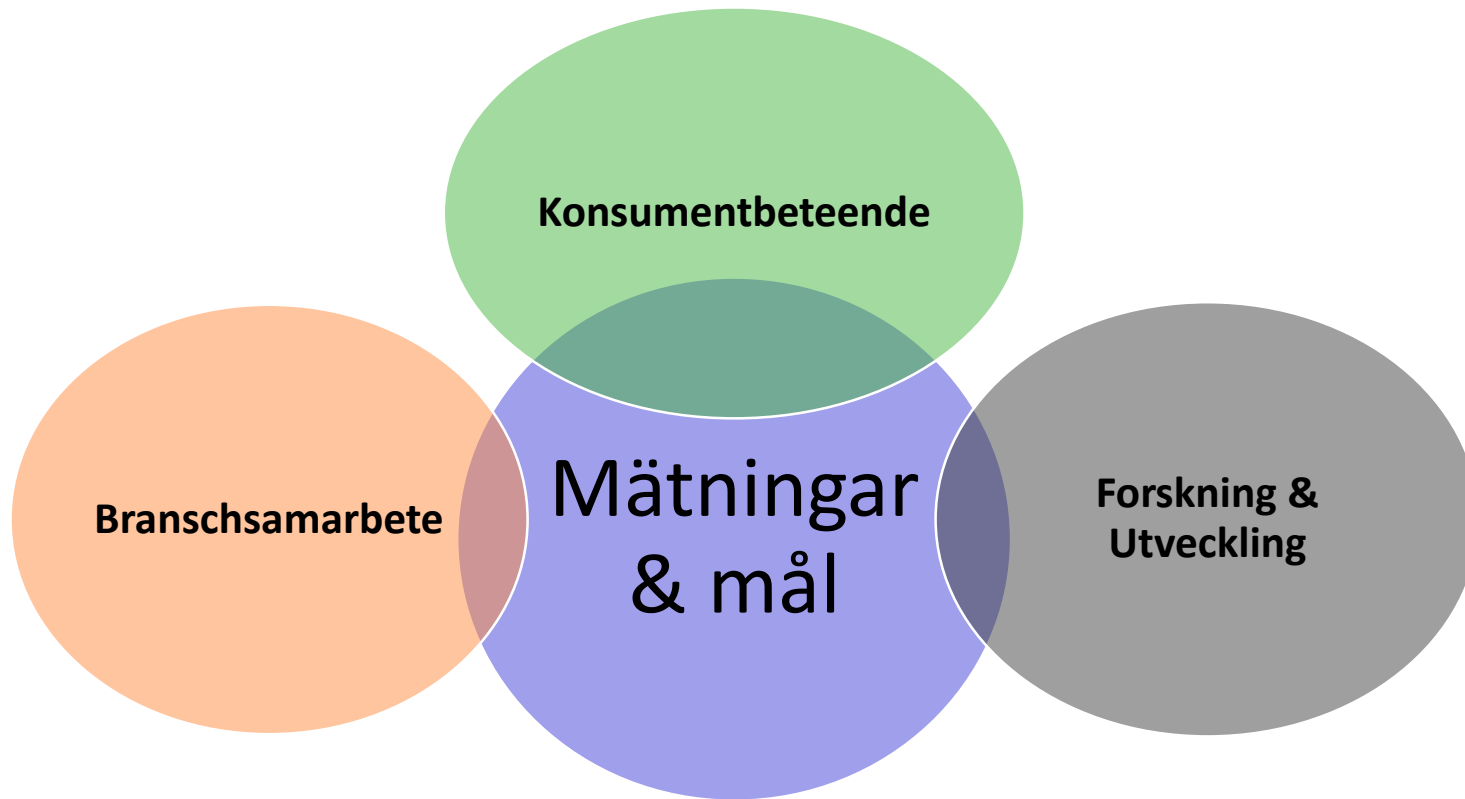 Konsumentbeteende
Branschsamarbete
Mätningar
& mål
Forskning &
Utveckling